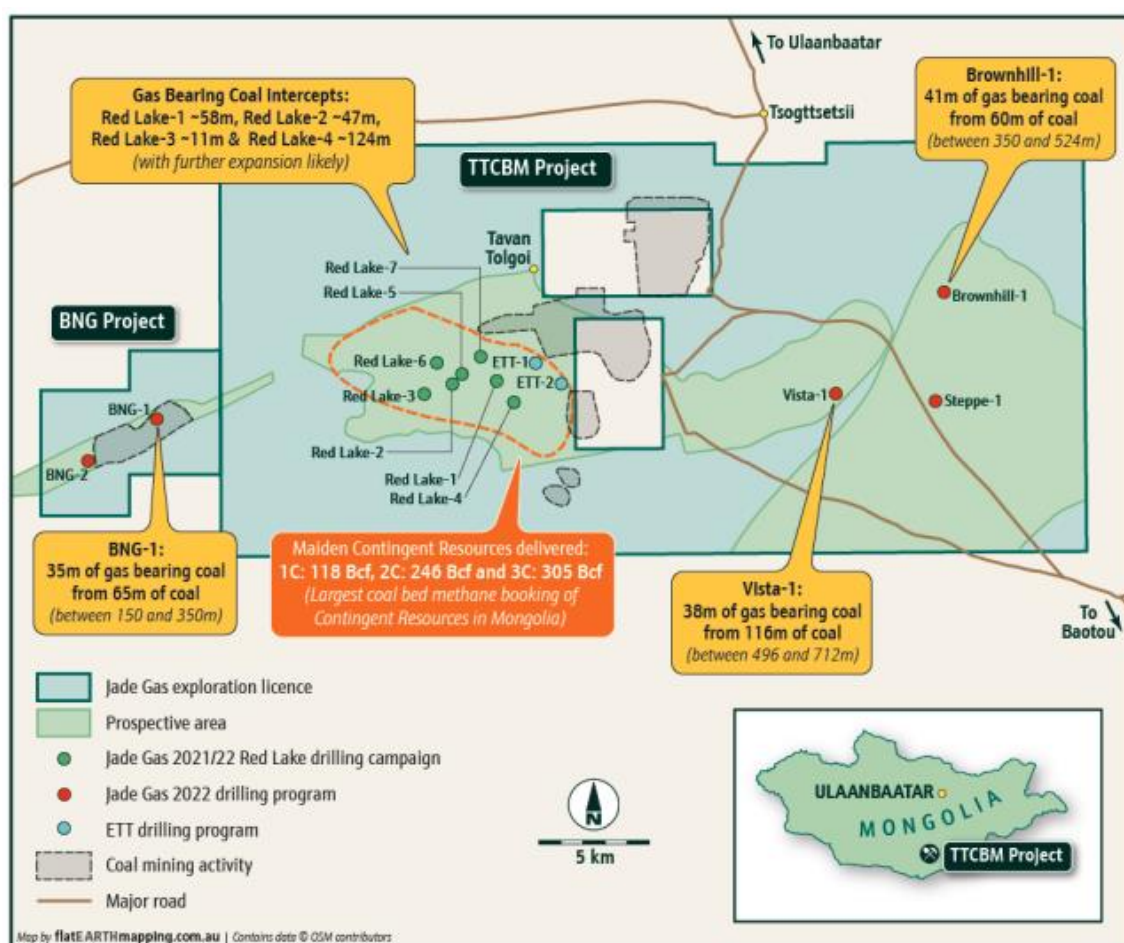 To Ulaanbaatar
Gas Bearing Coal Intercepts:
Red Lake-1 ~58m, Red Lake-2 ~47m,
Red Lake-3 ~11m & Red Lake-4 ~124m
(with further expansion likely)
Brownhill-1:
41m of gas bearing coal
from 60m of coal
(between 350 and 524m)
Tsogttsetsii
TTCBM Project
Tavan
Tolgoi
Red Lake-7
Red Lake-5
Brownhill-1
BNG Project
Red Lake-6
ETT-1
ETT-2
Red Lake-3
Vista-1
Steppe-1
BNG-1
Red Lake-2
BNG-2
Red Lake-1
Red Lake-4
BNG-1:
35m of gas bearing coal
from 65m of coal
(between 150 and 350m)
Maiden Contingent Resources delivered:
1C: 118 Bcf, 2C: 246 Bcf and 3C: 305 Bcf
(Largest coal bed methane booking of
Contingent Resources in Mongolia)
Vista-1:
38m of gas bearing coal
from 116m of coal
(between 496 and 712m)
To
Baotou
Jade Gas exploration licence
Prospective area
Jade Gas 2021/22 Red Lake drilling campaign
Jade Gas 2022 drilling program
ETT drilling program
Coal mining activity
Major road
N
5 km
ULAANBAATAR
MONGOLIA
TTCBM Project
Map by flatEARTHmapping.com.au | Contains data © OSM contributors